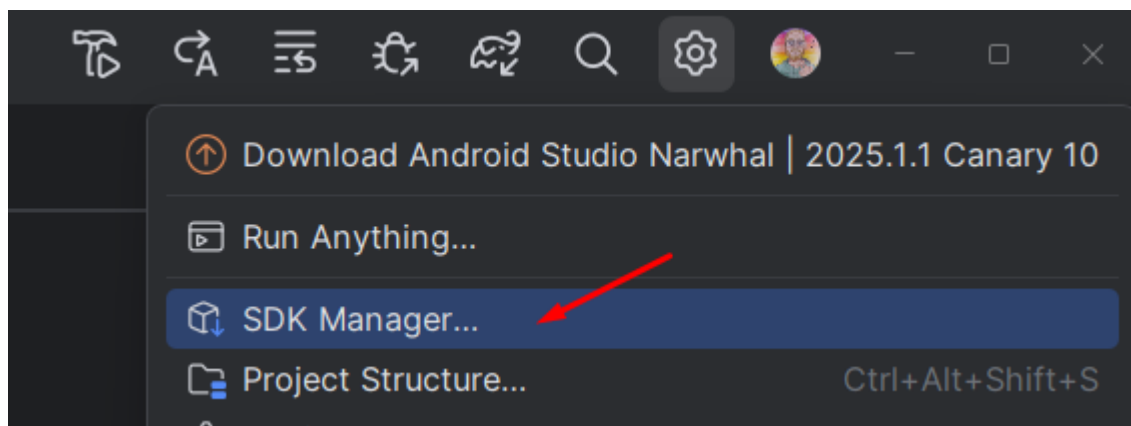 Download Android Studio Narwhal | 2025.1.1 Canary 10
Run Anything...
SDK Manager...
Project Structure... Ctrl+Alt+Shift+S